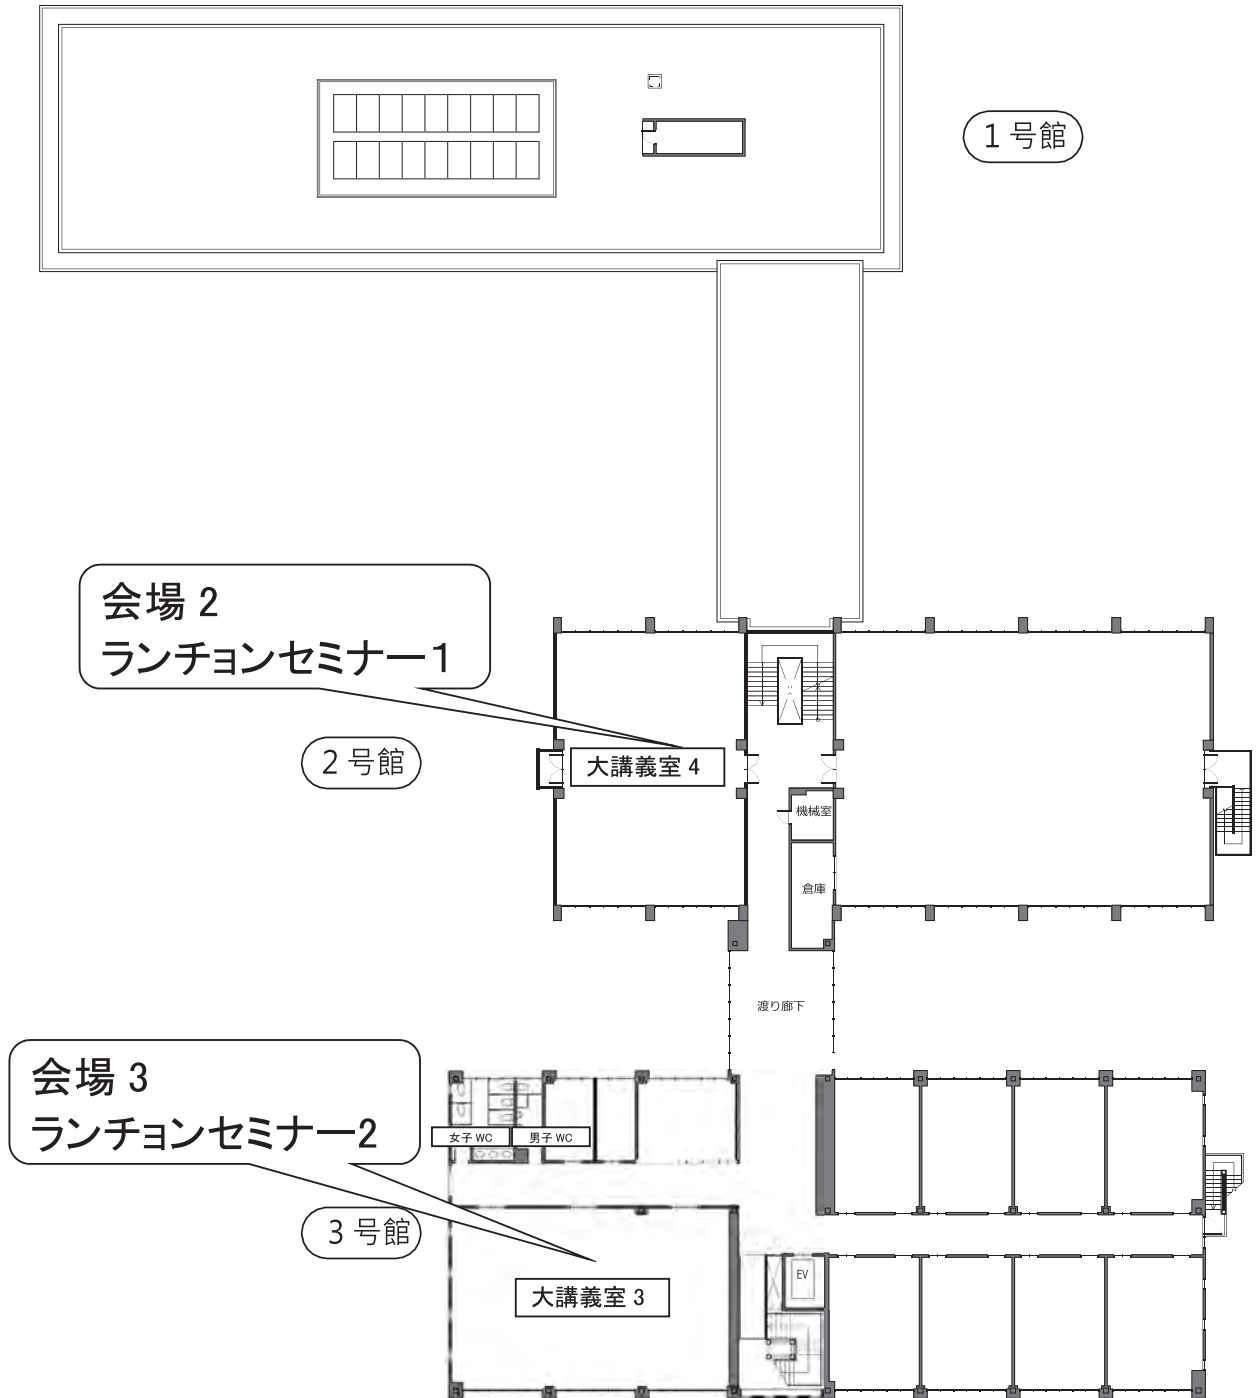 1 号館
会場 2
ランチョンセミナー1
2 号館
大講義室 4
機械室
倉庫
渡り廊下
会場 3
ランチョンセミナー2
女子 WC
男子 WC
3 号館
EV
大講義室 3